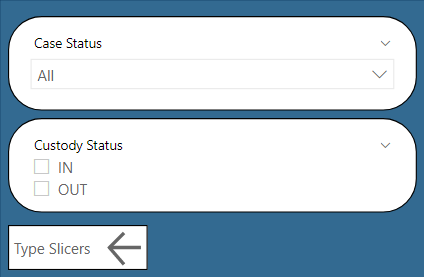 Case Status
All
Custody Status
IN
OUT
Type Slicers